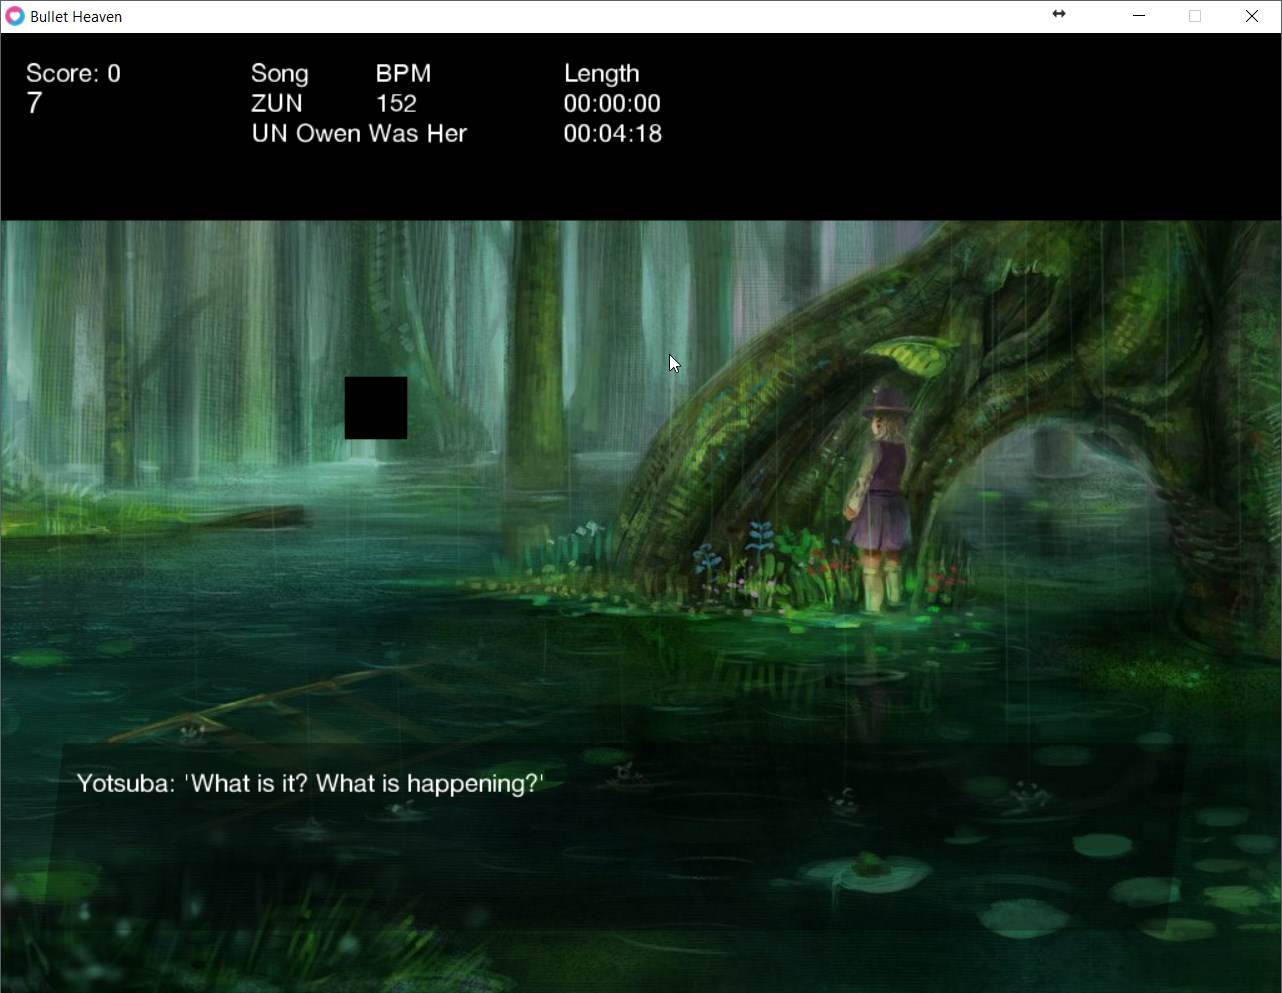 Bullet Heaven
Score: 0
7
Song BPM Length
ZUN 152 00:00:00
UN Owen Was Her 00:04:18
Yotsuba: 'What is it? What is happening?'